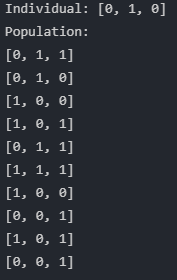 Individual: [0, 1, 0]
Population:
[0, 1, 1]
[0, 1, 0]
[1, 0, 0]
[1, 0, 1]
[0, 1, 1]
[1, 1, 1]
[1, 0, 0]
[0, 0, 1]
[1, 0, 1]
[0, 0, 1]